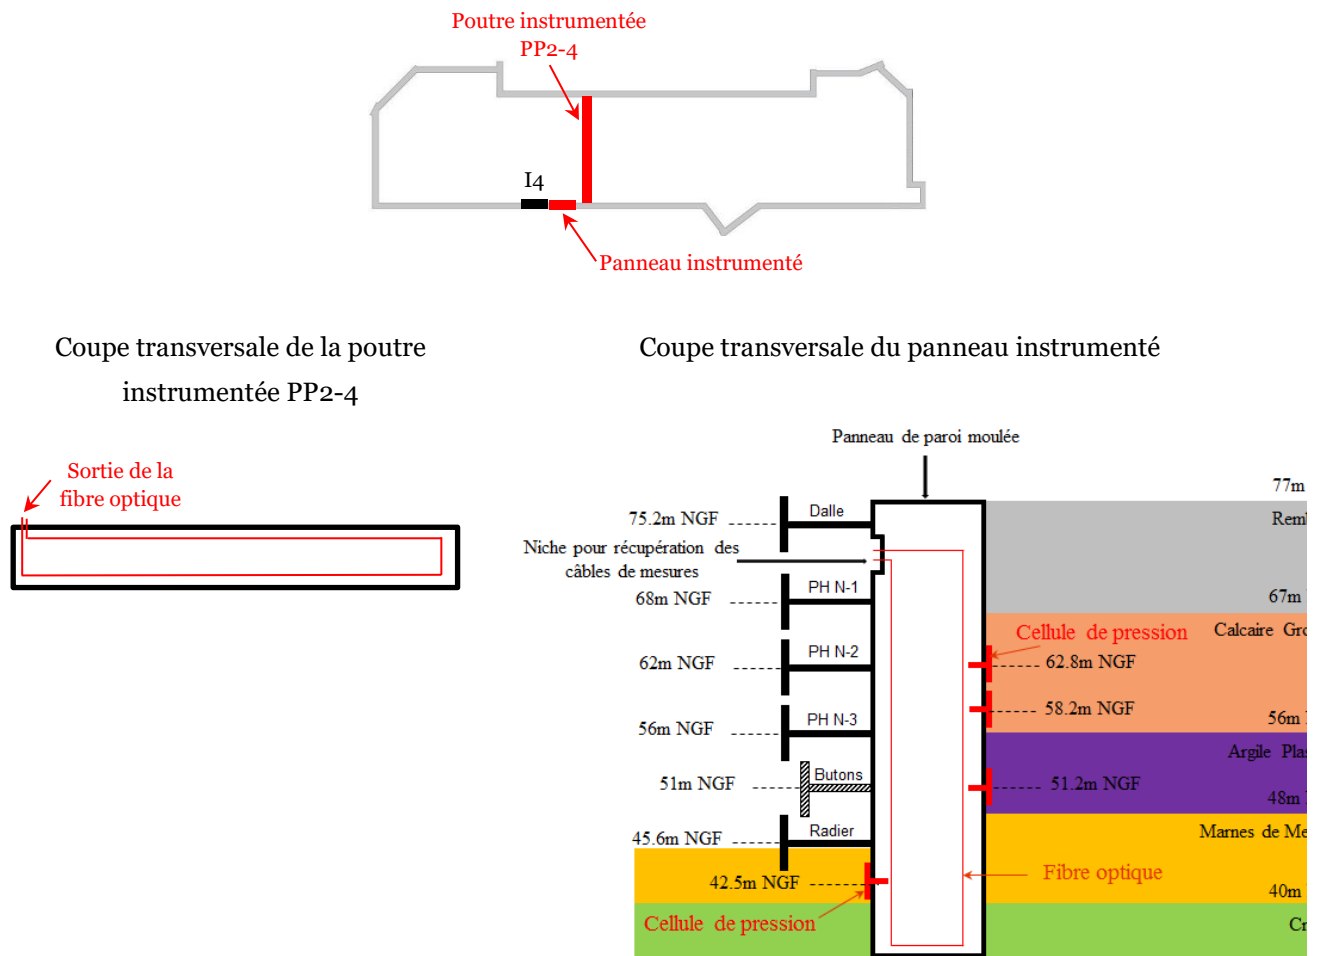 Poutre instrumentée
PP2-4
I4
Panneau instrumenté
Coupe transversale de la poutre
instrumentée PP2-4
Coupe transversale du panneau instrumenté
Sortie de la
fibre optique
Panneau de paroi moulée
77m
75.2m NGF
Dalle
Niche pour récupération des
câbles de mesures
68m NGF
PH N-1
67m
Cellule de pression
Calcaire
62m NGF
PH N-2
62.8m NGF
58.2m NGF
56m NGF
PH N-3
56m
Argile
51m NGF
Butons
51.2m NGF
48m
45.6m NGF
Radier
Marnes de
42.5m NGF
Fibre optique
40m
Cellule de pression